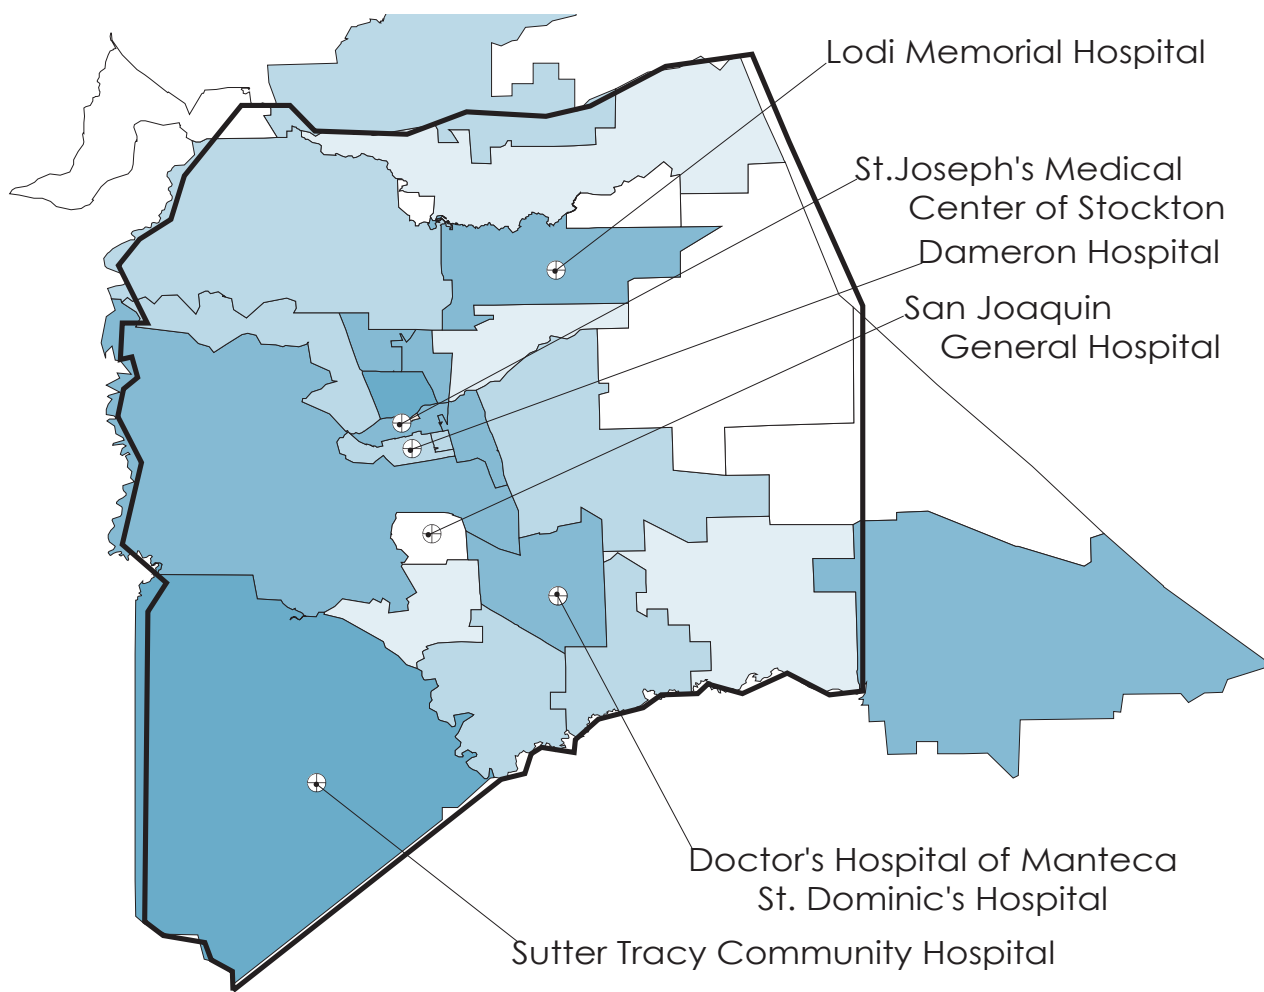 Lodi Memorial Hospital
St.Joseph's Medical
Center of Stockton
Dameron Hospital
San Joaquin
General Hospital
Doctor's Hospital of Manteca
St. Dominic's Hospital
Sutter Tracy Community Hospital